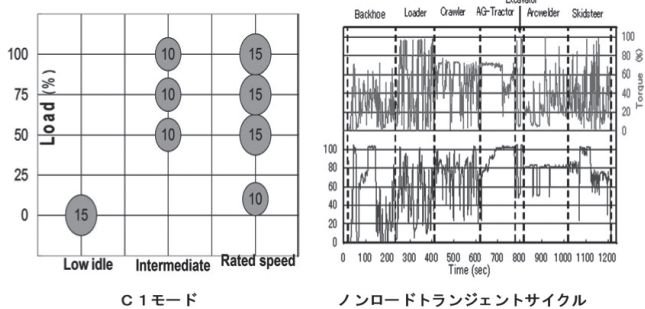 Load (%)
100
75
50
25
0
10
15
10
15
10
15
10
15
Low idle
Intermediate
Rated speed
C1モード
Excavator
Backhoe
Loader
Crawler
AG-Tractor
Arcwelder
Skidsteer
100
80
60
40
20
0
Torque (%)
100
80
60
40
20
0
0 100 200 300 400 500 600 700 800 900 1000 1100 1200
Time (sec)
ノンロードトランジェントサイクル